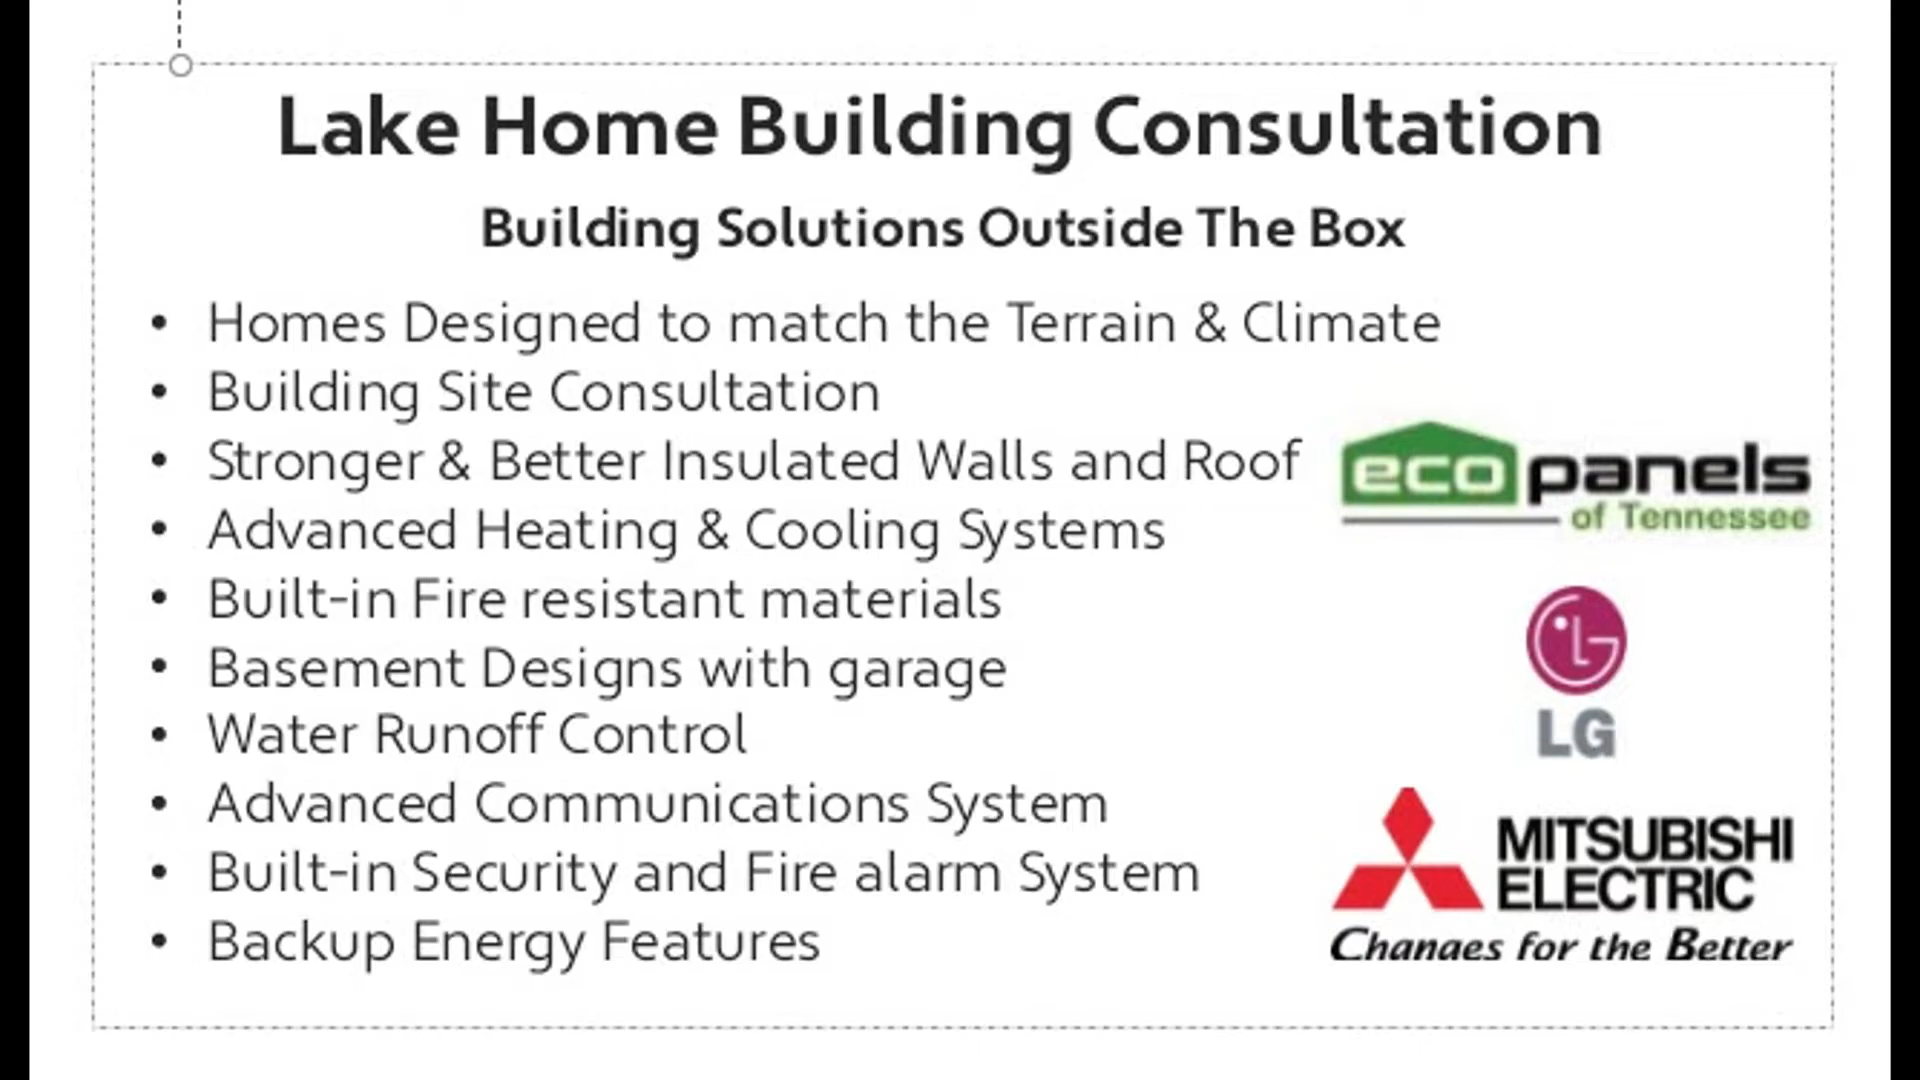 Lake Home Building Consultation
Building Solutions Outside The Box
• Homes Designed to match the Terrain & Climate
• Building Site Consultation
• Stronger & Better Insulated Walls and Roof
• Advanced Heating & Cooling Systems
• Built-in Fire resistant materials
• Basement Designs with garage
• Water Runoff Control
• Advanced Communications System
• Built-in Security and Fire alarm System
• Backup Energy Features
eco panels
of Tennessee
LG
MITSUBISHI
ELECTRIC
Changes for the Better